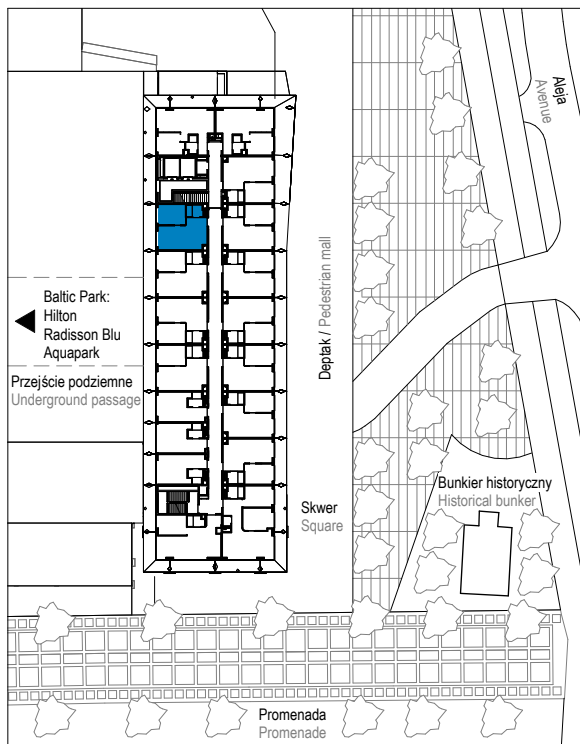 Aleja
Avenue
Deptak / Pedestrian mall
Baltic Park:
Hilton
Radisson Blu
Aquapark
Przejście podziemne
Underground passage
Bunkier historyczny
Historical bunker
Skwer
Square
Promenada
Promenade